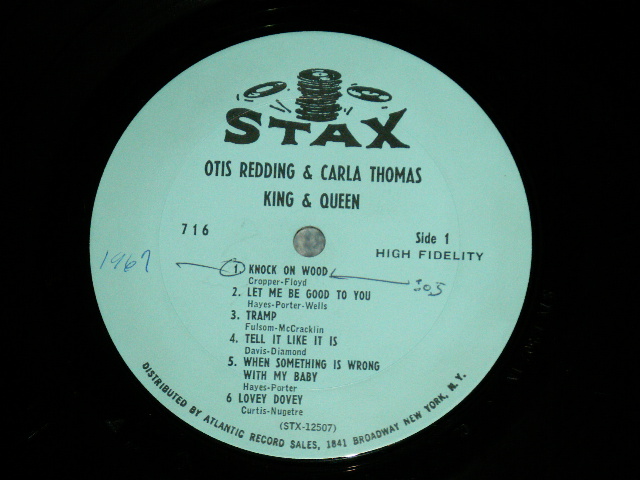 STAX
OTIS REDDING & CARLA THOMAS
KING & QUEEN
716
Side 1
HIGH FIDELITY
1967
1. KNOCK ON WOOD
Cropper-Floyd
2. LET ME BE GOOD TO YOU
Hayes-Porter-Wells
3. TRAMP
Fulsom-McCracklin
4. TELL IT LIKE IT IS
Davis-Diamond
5. WHEN SOMETHING IS WRONG
WITH MY BABY
Hayes-Porter
6 LOVEY DOVEY
Curtis-Nugetre
(STX-12507)
DISTRIBUTED BY ATLANTIC RECORD SALES, 1841 BROADWAY NEW YORK, N.Y.